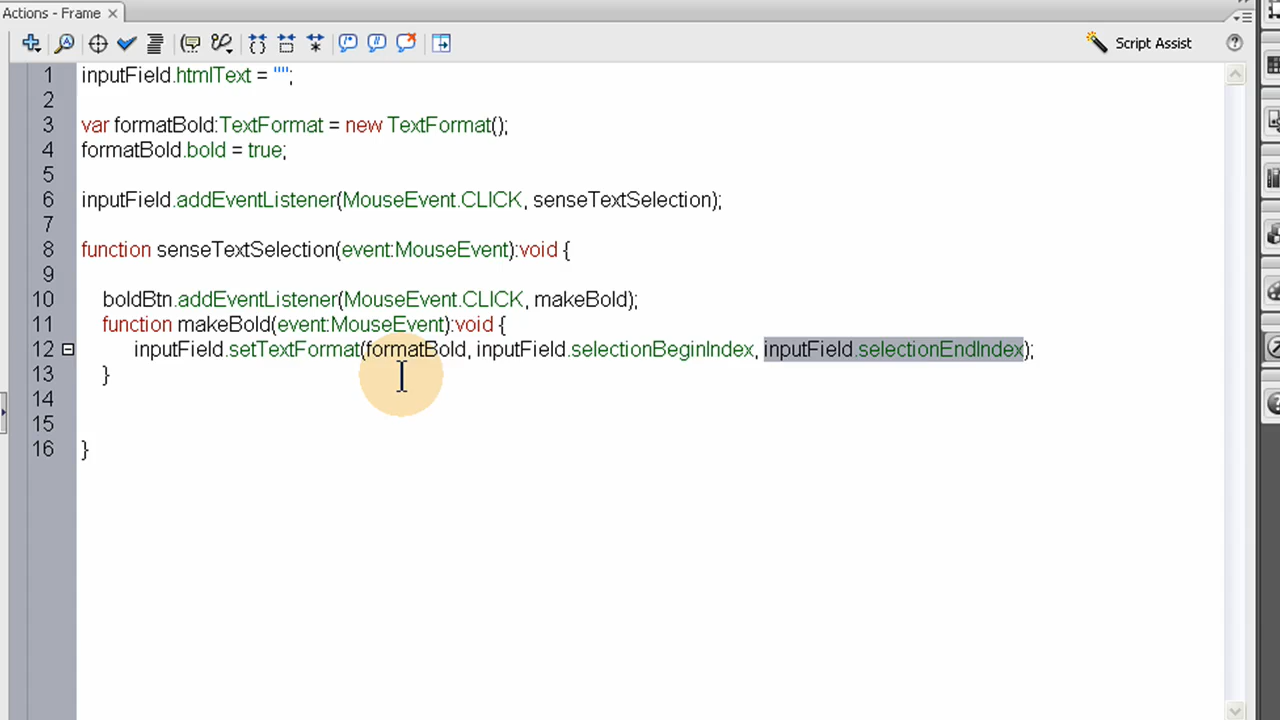 Actions - Frame
Script Assist
1 inputField.htmlText = "";
2
3 var formatBold:TextFormat = new TextFormat();
4 formatBold.bold = true;
5
6 inputField.addEventListener(MouseEvent.CLICK, senseTextSelection);
7
8 function senseTextSelection(event:MouseEvent):void {
9
10 boldBtn.addEventListener(MouseEvent.CLICK, makeBold);
11 function makeBold(event:MouseEvent):void {
12 inputField.setTextFormat(formatBold, inputField.selectionBeginIndex, inputField.selectionEndIndex);
13 }
14
15
16 }